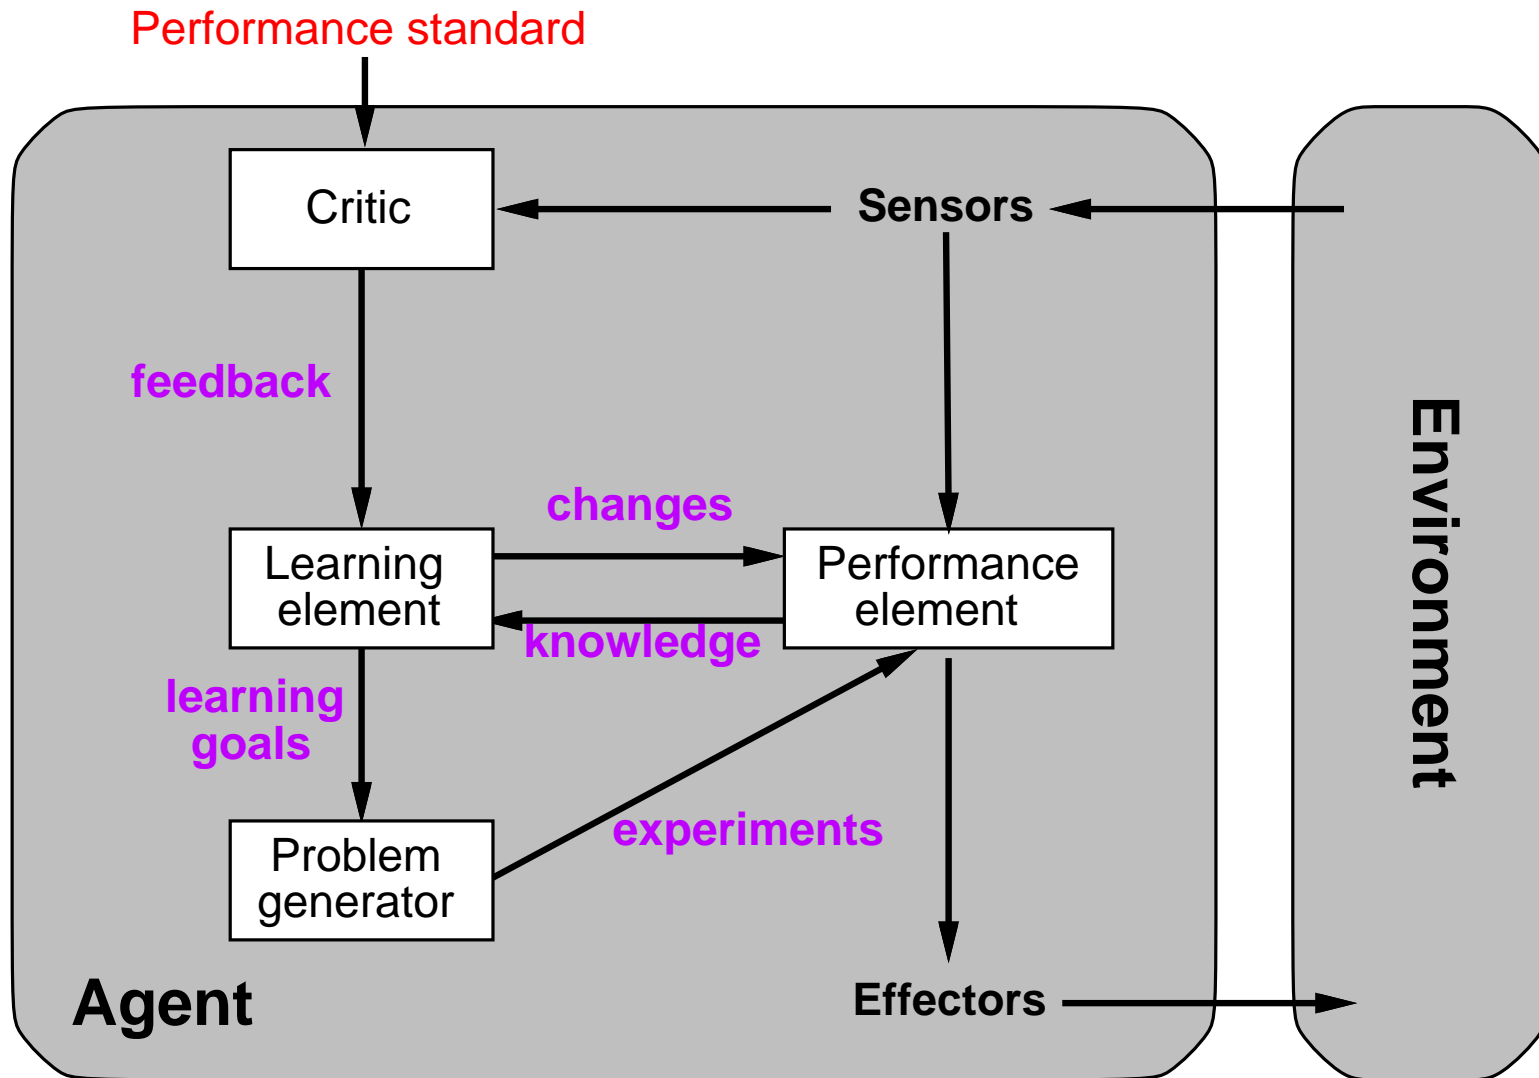 Performance standard
Critic
Sensors
feedback
changes
Learning
element
Performance
element
knowledge
learning
goals
experiments
Problem
generator
Agent
Effectors
Environment